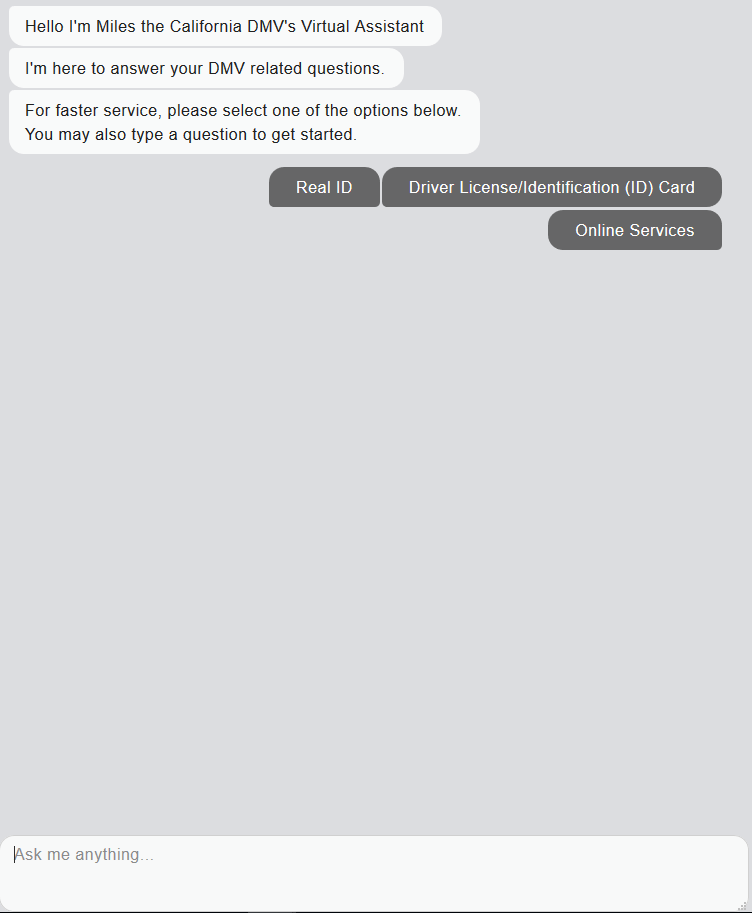 Hello I'm Miles the California DMV's Virtual Assistant
I'm here to answer your DMV related questions.
For faster service, please select one of the options below.
You may also type a question to get started.
Real ID
Driver License/Identification (ID) Card
Online Services
Ask me anything...